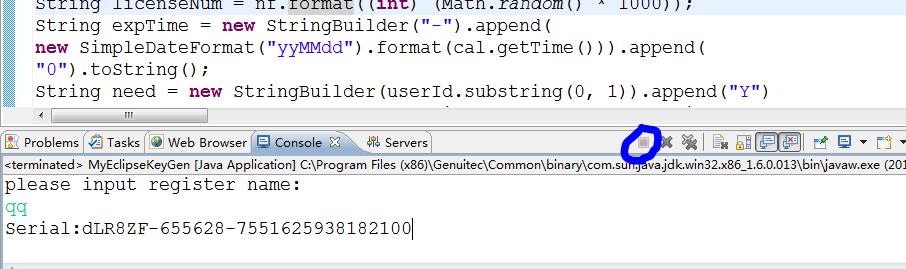 String licenseNum = nf.format((int) (Math.random() * 1000));
String expTime = new StringBuilder("-").append(
new SimpleDateFormat("yyMMdd").format(cal.getTime())).append(
"0").toString();
String need = new StringBuilder(userId.substring(0, 1)).append("Y")
Problems Tasks Web Browser Console Servers
<terminated> MyEclipseKeyGen [Java Application] C:\Program Files (x86)\Genuitec\Common\binary\com.sun.java.jdk.win32.x86_1.6.0.013\bin\javaw.exe (201
please input register name:
qq
Serial:dLR8ZF-655628-7551625938182100